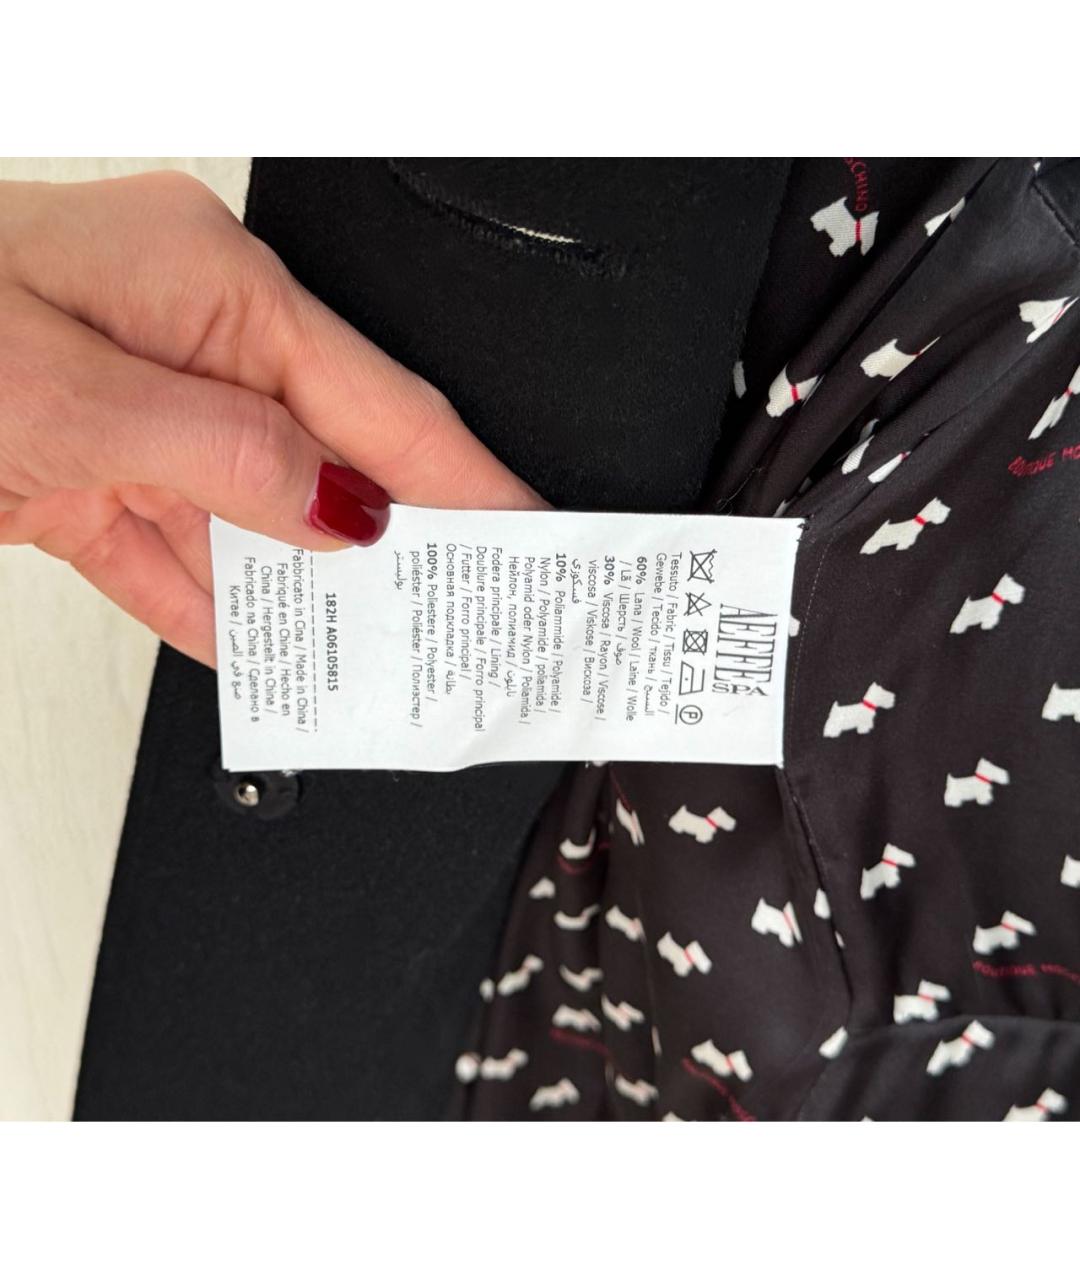 AEFFE
SPA
Tessuto / Fabric / Tissu / Tejido /
Gewebe / Tecido / ткань / النسيج
60% Lana / Wool / Laine / Wolle
/ Lã / Шерсть / صوف
30% Viscosa / Rayon / Viscose /
Viscosa / Viskose / Вискоза /
فسكوزي
10% Poliammide / Polyamide /
Nylon / Polyamide / poliamida /
Polyamid oder Nylon / Poliamida /
Нейлон, полиамид / نايلون
Fodera principale / Lining /
Doublure principale / Forro principal
/ Futter / Forro principal /
Основная подкладка / بطانة
100% Poliestere / Polyester /
poliéster / Poliéster / Полиэстер /
بوليستر
182H A06105815
Fabbricato in Cina / Made in China /
Fabriqué en Chine / Hecho en
China / Hergestellt in China /
Fabricado na China / Сделано в
Китае / صنع في الصين